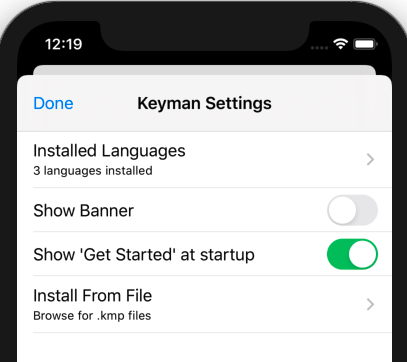 12:19
Done Keyman Settings
Installed Languages
3 languages installed
Show Banner
Show 'Get Started' at startup
Install From File
Browse for .kmp files